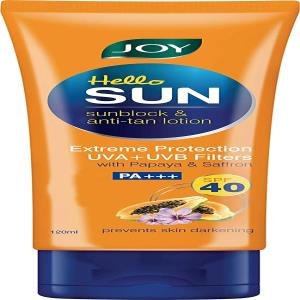 JOY
Hello
SUN
sunblock &
anti-tan lotion
Extreme Protection
UVA+UVB Filters
with Papaya & Saffron
PA+++
SPF
40
120ml
prevents skin darkening